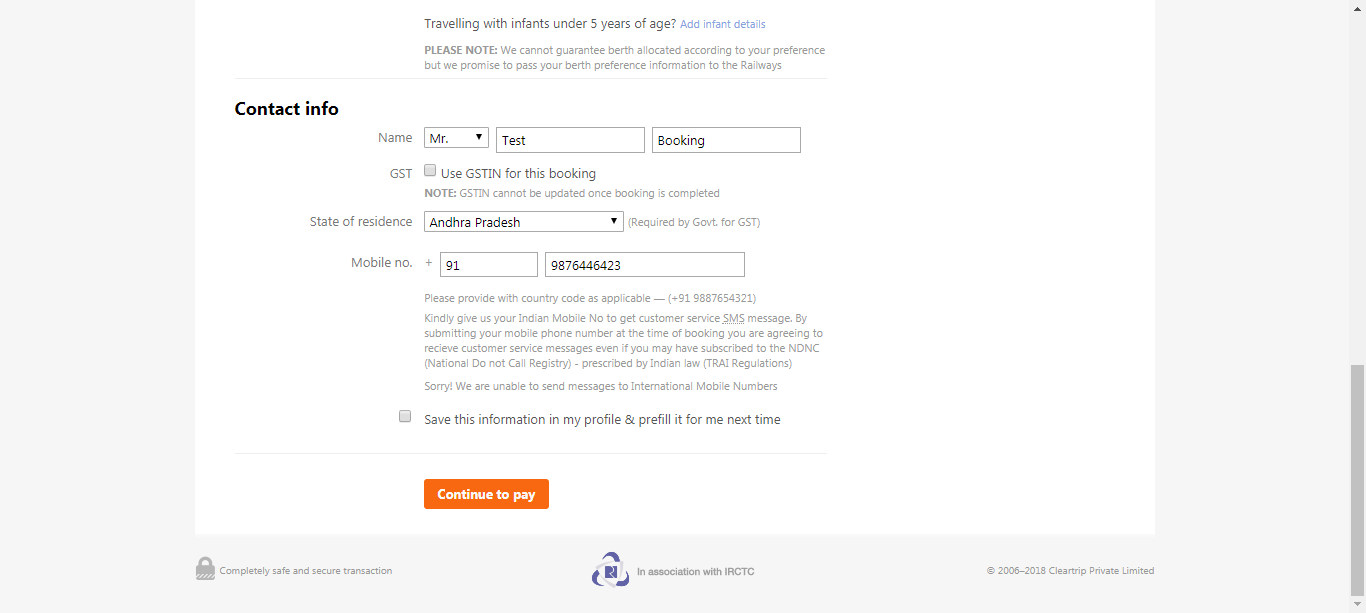 Travelling with infants under 5 years of age? Add infant details
PLEASE NOTE: We cannot guarantee berth allocated according to your preference
but we promise to pass your berth preference information to the Railways
Contact info
Name Mr. Test Booking
GST Use GSTIN for this booking
NOTE: GSTIN cannot be updated once booking is completed
State of residence Andhra Pradesh (Required by Govt. for GST)
Mobile no. + 91 9876446423
Please provide with country code as applicable — (+91 9887654321)
Kindly give us your Indian Mobile No to get customer service SMS message. By
submitting your mobile phone number at the time of booking you are agreeing to
recieve customer service messages even if you may have subscribed to the NDNC
(National Do not Call Registry) - prescribed by Indian law (TRAI Regulations)
Sorry! We are unable to send messages to International Mobile Numbers
Save this information in my profile & prefill it for me next time
Continue to pay
Completely safe and secure transaction In association with IRCTC © 2006–2018 Cleartrip Private Limited